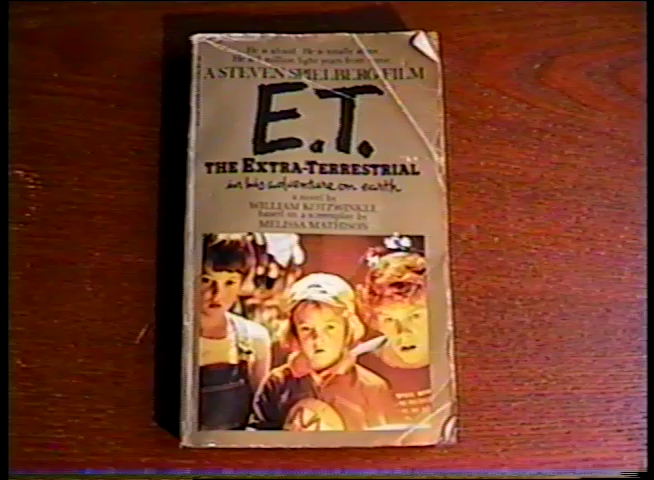 He is afraid. He is totally alone.
He is 3 million light years from home.
A STEVEN SPIELBERG FILM
E.T.
THE EXTRA-TERRESTRIAL
in his adventure on earth
a novel by
WILLIAM KOTZWINKLE
based on a screenplay by
MELISSA MATHISON